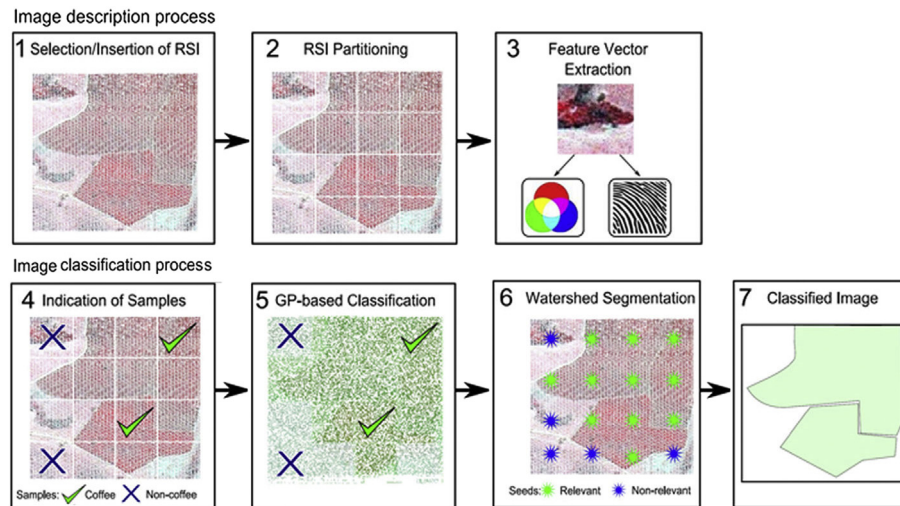 Image description process
1 Selection/Insertion of RSI
2 RSI Partitioning
3 Feature Vector
Extraction
Image classification process
4 Indication of Samples
Samples: Coffee Non-coffee
5 GP-based Classification
6 Watershed Segmentation
Seeds: Relevant Non-relevant
7 Classified Image